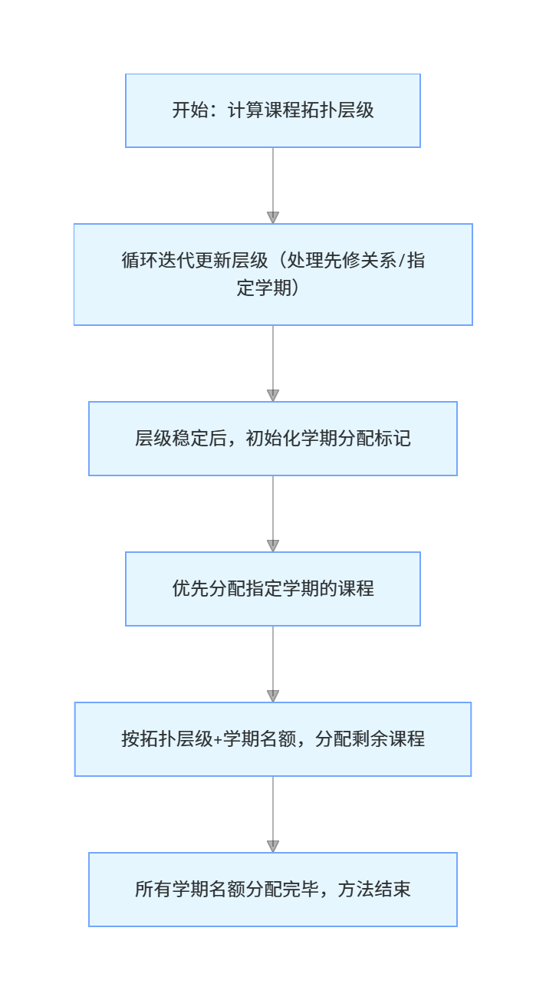 开始：计算课程拓扑层级
循环迭代更新层级（处理先修关系/指
定学期）
层级稳定后，初始化学期分配标记
优先分配指定学期的课程
按拓扑层级+学期名额，分配剩余课程
所有学期名额分配完毕，方法结束